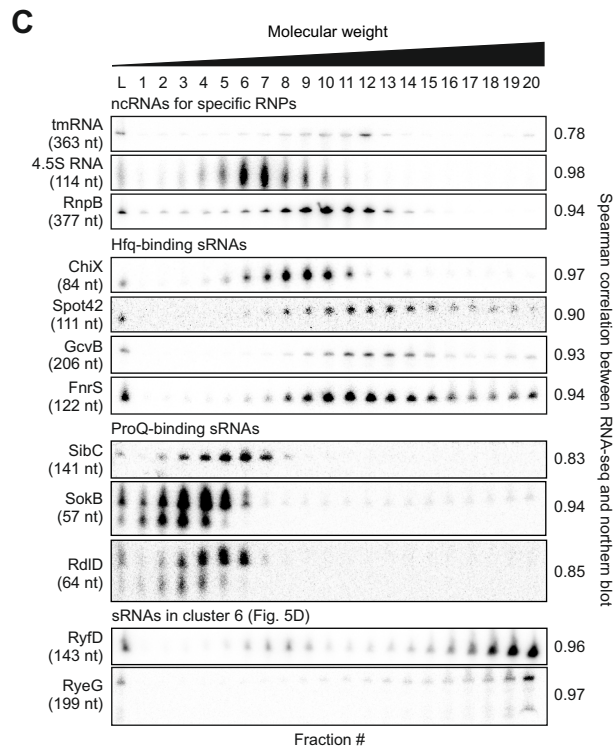 C
Molecular weight
L 1 2 3 4 5 6 7 8 9 10 11 12 13 14 15 16 17 18 19 20
ncRNAs for specific RNPs
tmRNA
(363 nt)
0.78
4.5S RNA
(114 nt)
0.98
RnpB
(377 nt)
0.94
Hfq-binding sRNAs
ChiX
(84 nt)
0.97
Spot42
(111 nt)
0.90
GcvB
(206 nt)
0.93
FnrS
(122 nt)
0.94
ProQ-binding sRNAs
SibC
(141 nt)
0.83
SokB
(57 nt)
0.94
RdlD
(64 nt)
0.85
sRNAs in cluster 6 (Fig. 5D)
RyfD
(143 nt)
0.96
RyeG
(199 nt)
0.97
Fraction #
Spearman correlation between RNA-seq and northern blot